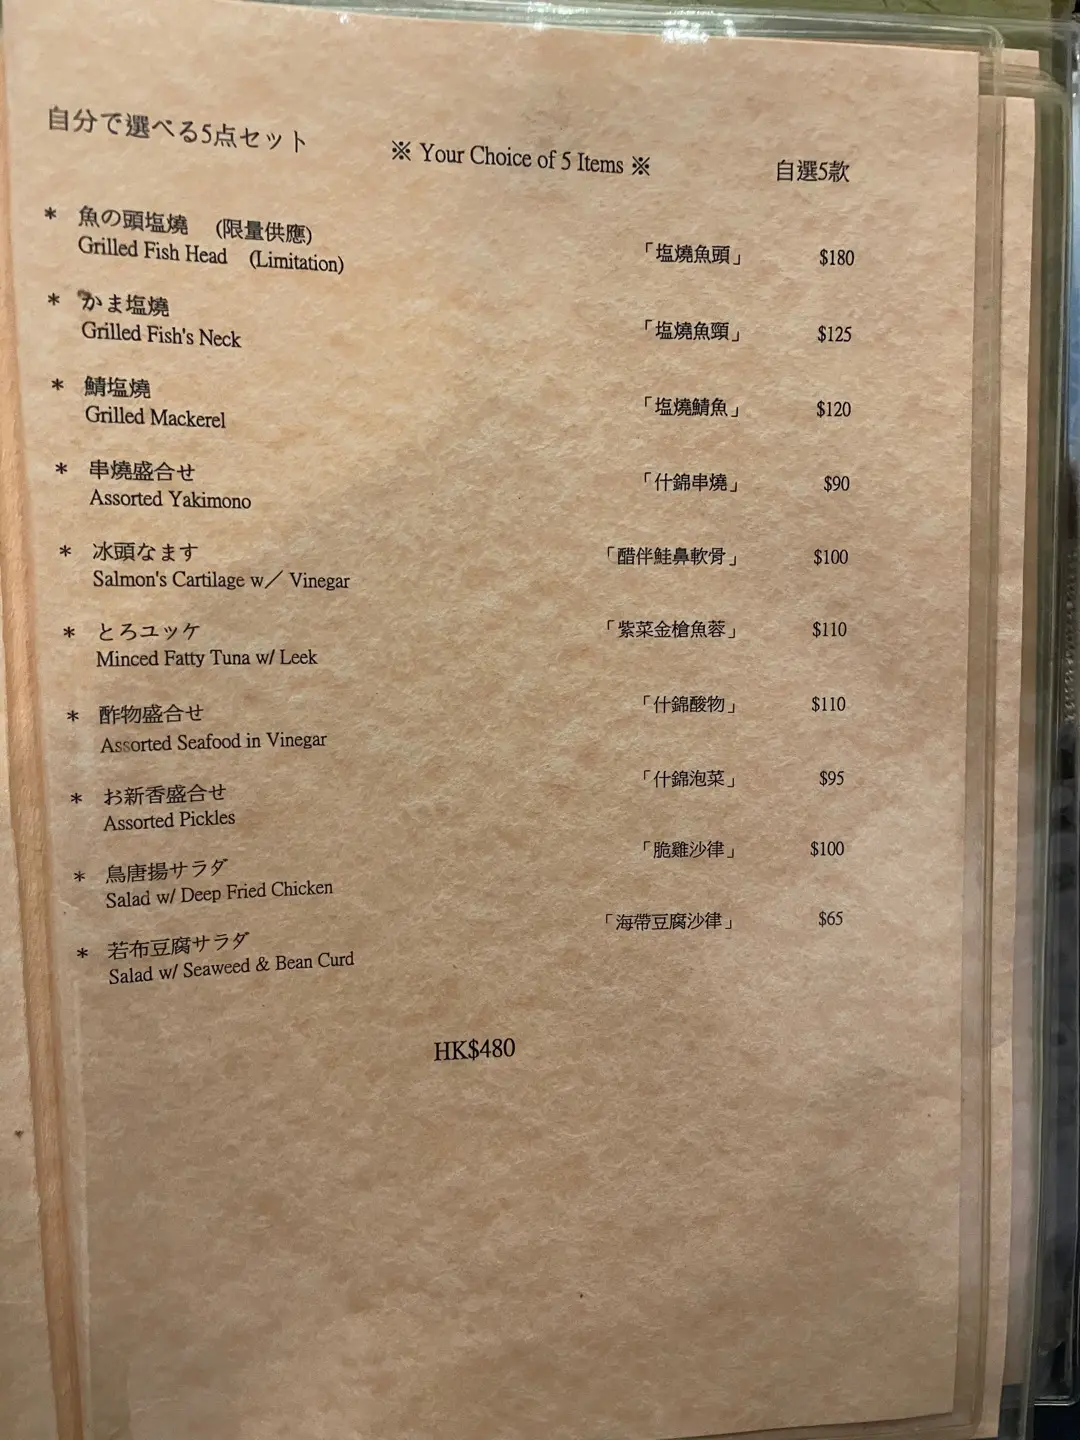 自分で選べる5点セット ※ Your Choice of 5 Items ※ 自選5款
* 魚の頭塩燒 (限量供應)
Grilled Fish Head (Limitation) 「塩燒魚頭」 $180
* かま塩燒
Grilled Fish's Neck 「塩燒魚頸」 $125
* 鯖塩燒
Grilled Mackerel 「塩燒鯖魚」 $120
* 串燒盛合せ
Assorted Yakimono 「什錦串燒」 $90
* 冰頭なます
Salmon's Cartilage w／ Vinegar 「醋伴鮭鼻軟骨」 $100
* とろユッケ
Minced Fatty Tuna w/ Leek 「紫菜金槍魚蓉」 $110
* 酢物盛合せ
Assorted Seafood in Vinegar 「什錦酸物」 $110
* お新香盛合せ
Assorted Pickles 「什錦泡菜」 $95
* 鳥唐揚サラダ
Salad w/ Deep Fried Chicken 「脆雞沙律」 $100
* 若布豆腐サラダ
Salad w/ Seaweed & Bean Curd 「海帶豆腐沙律」 $65
HK$480